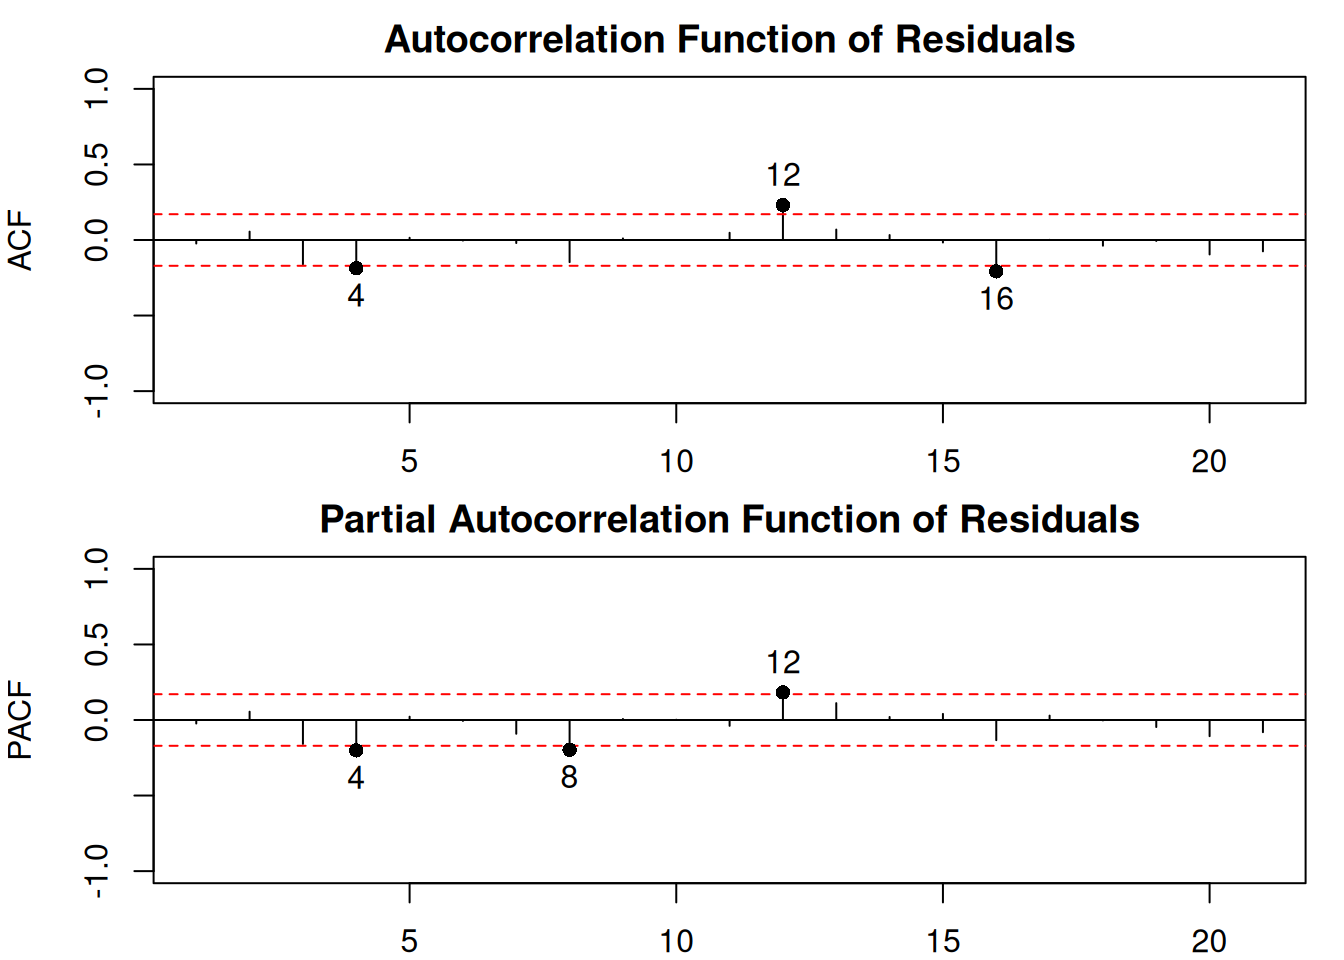 Autocorrelation Function of Residuals
ACF
1.0
0.5
0.0
-1.0
12
4
16
5 10 15 20
Partial Autocorrelation Function of Residuals
PACF
1.0
0.5
0.0
-1.0
12
4 8
5 10 15 20